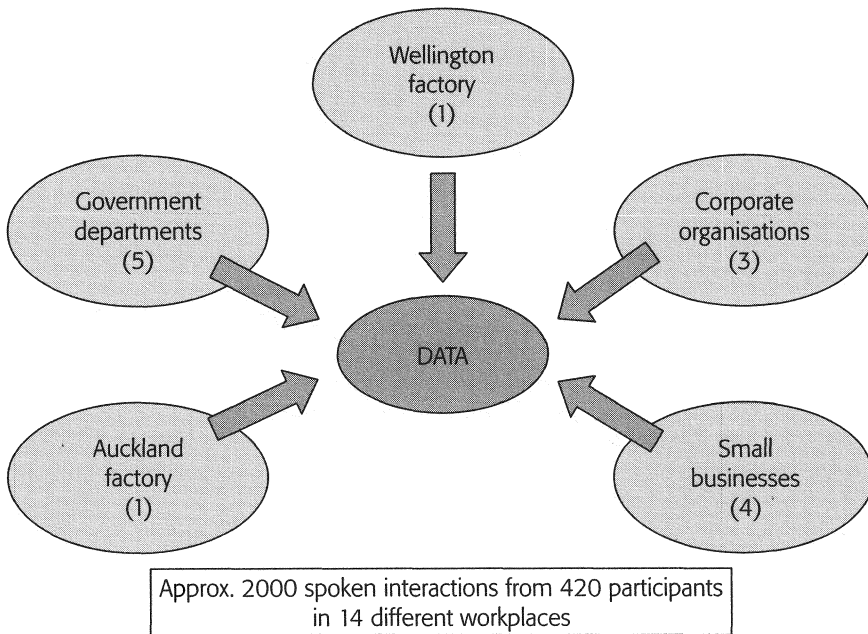 Wellington
factory
(1)
Government
departments
(5)
Corporate
organisations
(3)
DATA
Auckland
factory
(1)
Small
businesses
(4)
Approx. 2000 spoken interactions from 420 participants
in 14 different workplaces